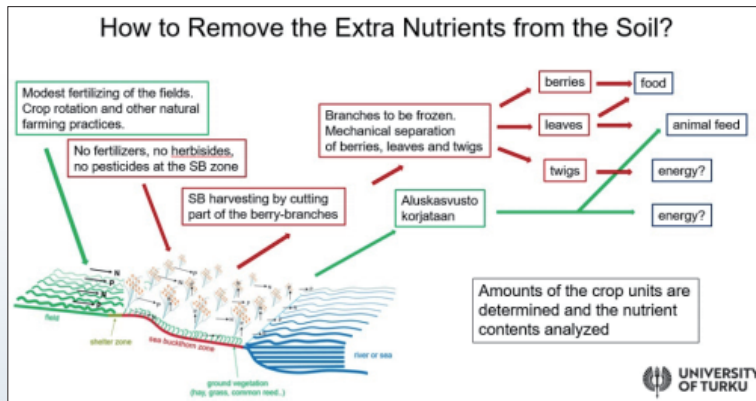 How to Remove the Extra Nutrients from the Soil?
Modest fertilizing of the fields.
Crop rotation and other natural
farming practices.
No fertilizers, no herbisides,
no pesticides at the SB zone
SB harvesting by cutting
part of the berry-branches
Branches to be frozen.
Mechanical separation
of berries, leaves and twigs
berries
food
leaves
animal feed
twigs
energy?
Aluskasvusto
korjataan
energy?
N
P
N
P
field
shelter zone
sea buckthorn zone
river or sea
ground vegetation
(hay, grass, common reed..)
Amounts of the crop units are
determined and the nutrient
contents analyzed
UNIVERSITY
OF TURKU